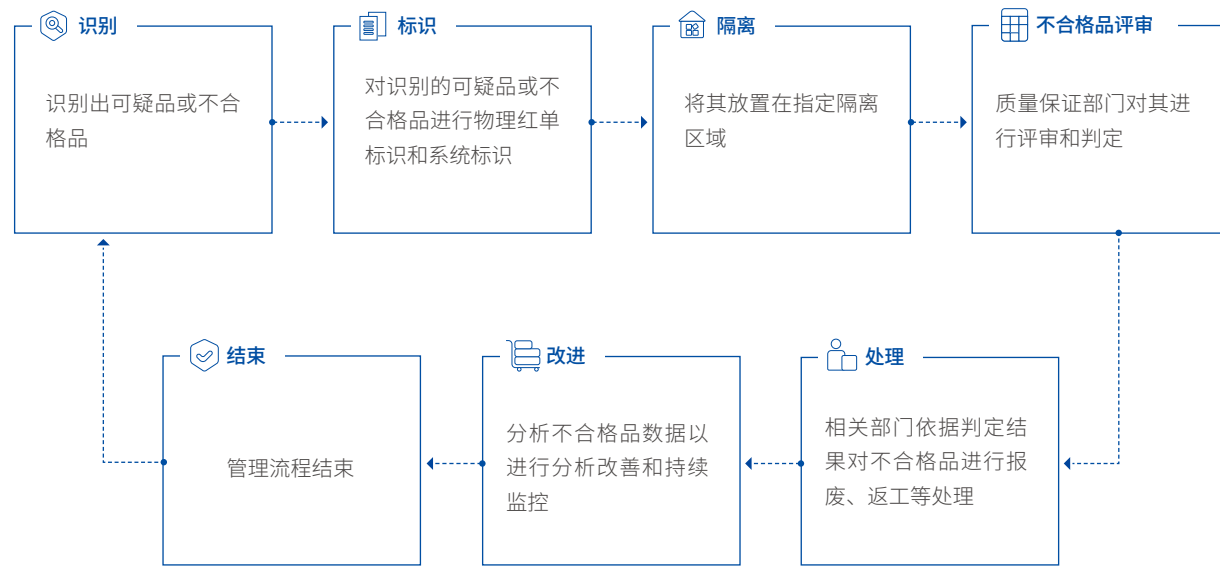 识别
识别出可疑品或不合
格品
标识
对识别的可疑品或不
合格品进行物理红单
标识和系统标识
隔离
将其放置在指定隔离
区域
不合格品评审
质量保证部门对其进
行评审和判定
处理
相关部门依据判定结
果对不合格品进行报
废、返工等处理
改进
分析不合格品数据以
进行分析改善和持续
监控
结束
管理流程结束